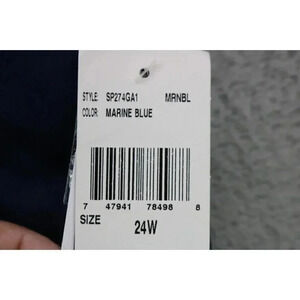 STYLE: SP274GA1 MRNBL
COLOR: MARINE BLUE
7 47941 78498 8
SIZE 24W